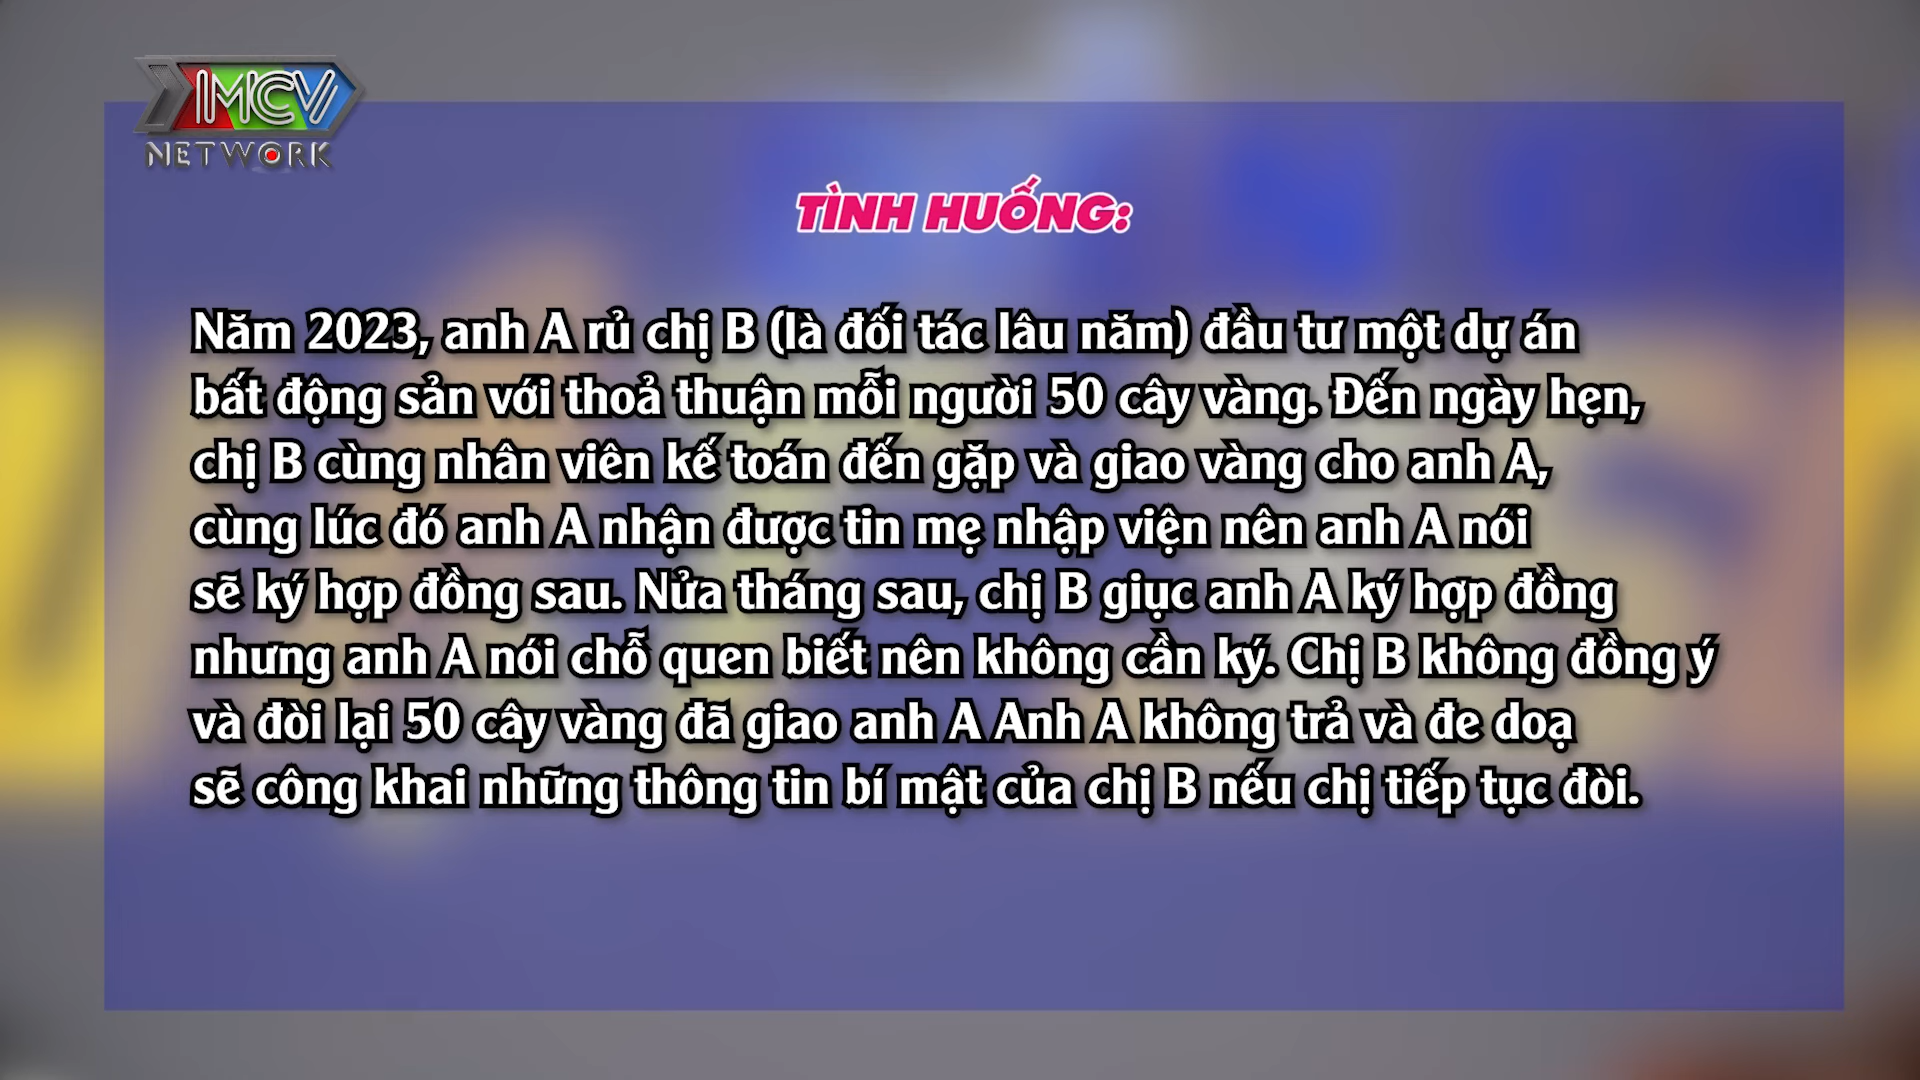 MCV
NETWORK
TÌNH HUỐNG:
Năm 2023, anh A rủ chị B (là đối tác lâu năm) đầu tư một dự án
bất động sản với thoả thuận mỗi người 50 cây vàng. Đến ngày hẹn,
chị B cùng nhân viên kế toán đến gặp và giao vàng cho anh A,
cùng lúc đó anh A nhận được tin mẹ nhập viện nên anh A nói
sẽ ký hợp đồng sau. Nửa tháng sau, chị B giục anh A ký hợp đồng
nhưng anh A nói chỗ quen biết nên không cần ký. Chị B không đồng ý
và đòi lại 50 cây vàng đã giao anh A Anh A không trả và đe doạ
sẽ công khai những thông tin bí mật của chị B nếu chị tiếp tục đòi.